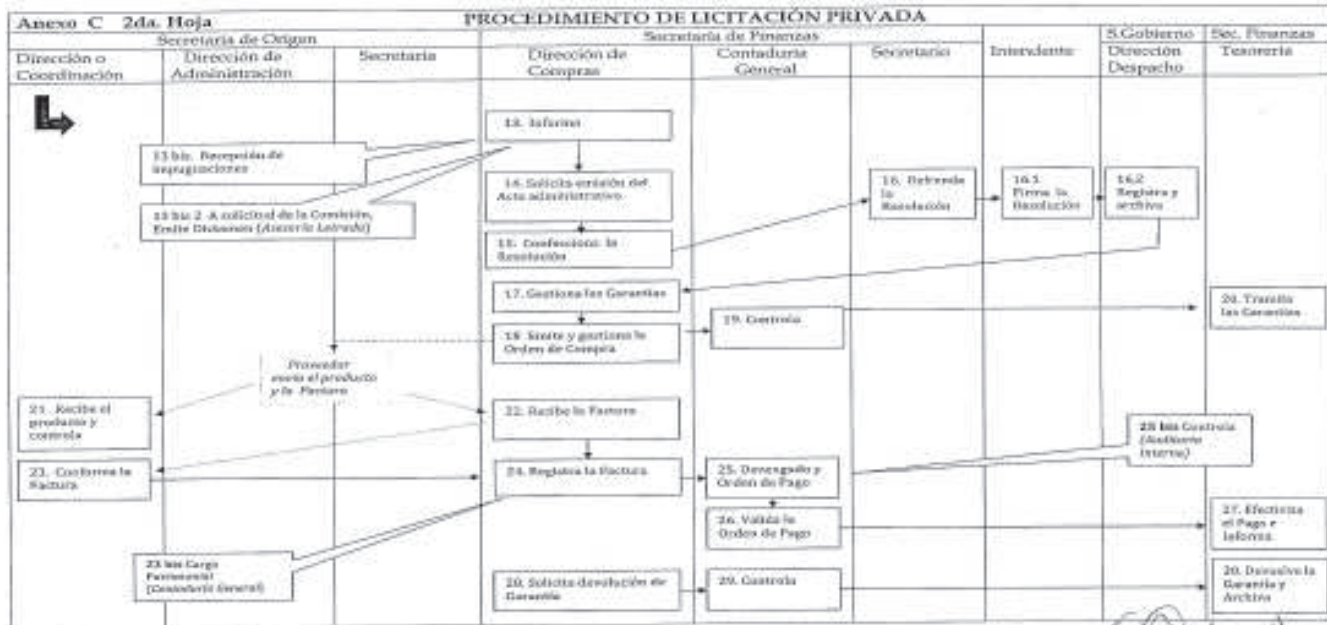 Anexo C 2da. Hoja
PROCEDIMIENTO DE LICITACIÓN PRIVADA
Secretaria de Origen
Secretaría de Finanzas
S.Gobierno
Sec. Finanzas
Dirección o
Coordinación
Dirección de
Administración
Secretaria
Dirección de
Compras
Contaduría
General
Secretario
Intendente
Dirección
Despacho
Tesorería
13. Informe
13 bis. Recepción de
impugnaciones
14. Solicita emisión del
Acto administrativo
13 bis 2 A solicitud de la Comisión,
Emite Dictamen (Asesoría Letrada)
15. Confecciona la
Resolución
16. Refrenda
la
Resolución
16.1
Firma la
Resolución
16.2
Registra y
archiva
17. Gestiona las Garantías
18 Emite y gestiona la
Orden de Compra
19. Controla
20. Tramita
las Garantías
Proveedor
envía el producto
y la Factura
21. Recibe el
producto y
controla
22. Recibe la Factura
23. Conforma la
Factura
24. Registra la Factura
25. Devengado y
Orden de Pago
25 bis Controla
(Auditoría
Interna)
26. Valida la
Orden de Pago
27. Efectiviza
el Pago e
informa.
23 bis Cargo
Patrimonial
(Contaduría General)
28. Solicita devolución de
Garantía
29. Controla
Devuelve la
Garantía y
Archiva